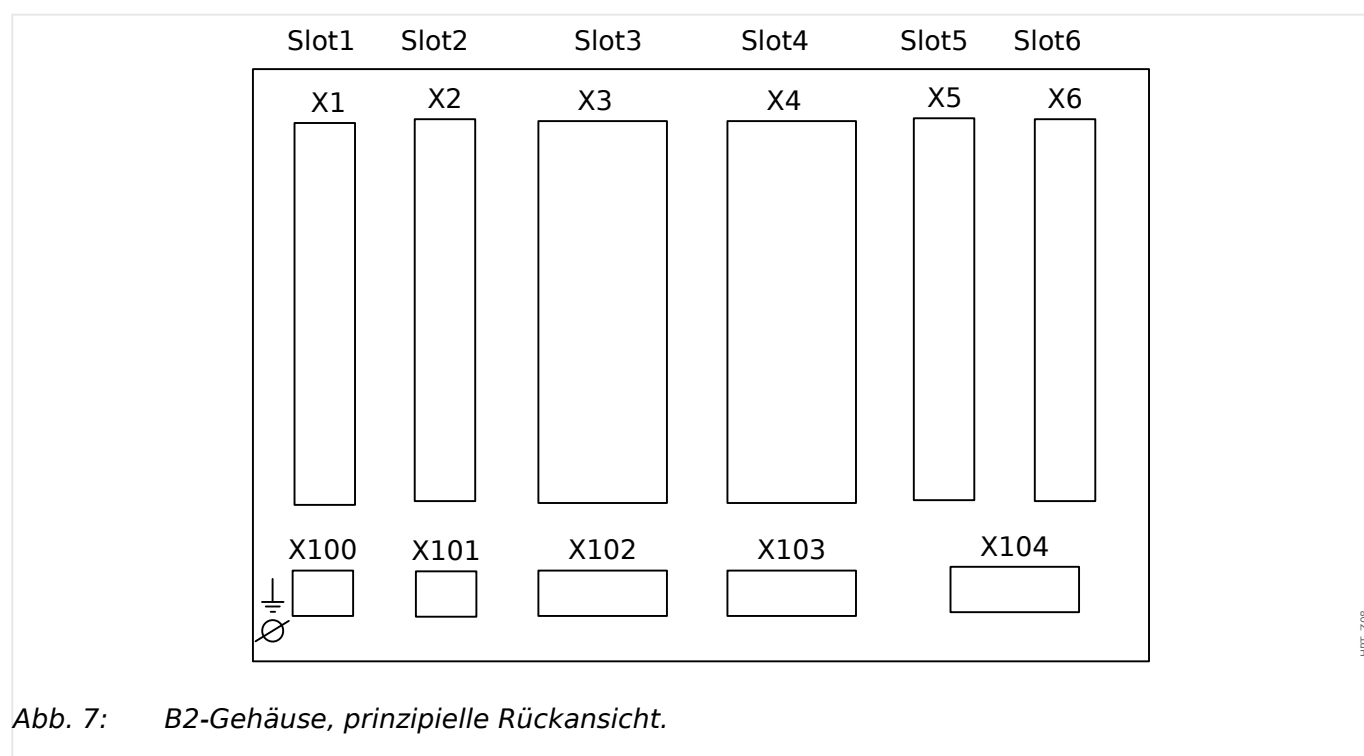 Slot1 Slot2 Slot3 Slot4 Slot5 Slot6
X1 X2 X3 X4 X5 X6
X100 X101 X102 X103 X104
Abb. 7: B2-Gehäuse, prinzipielle Rückansicht.